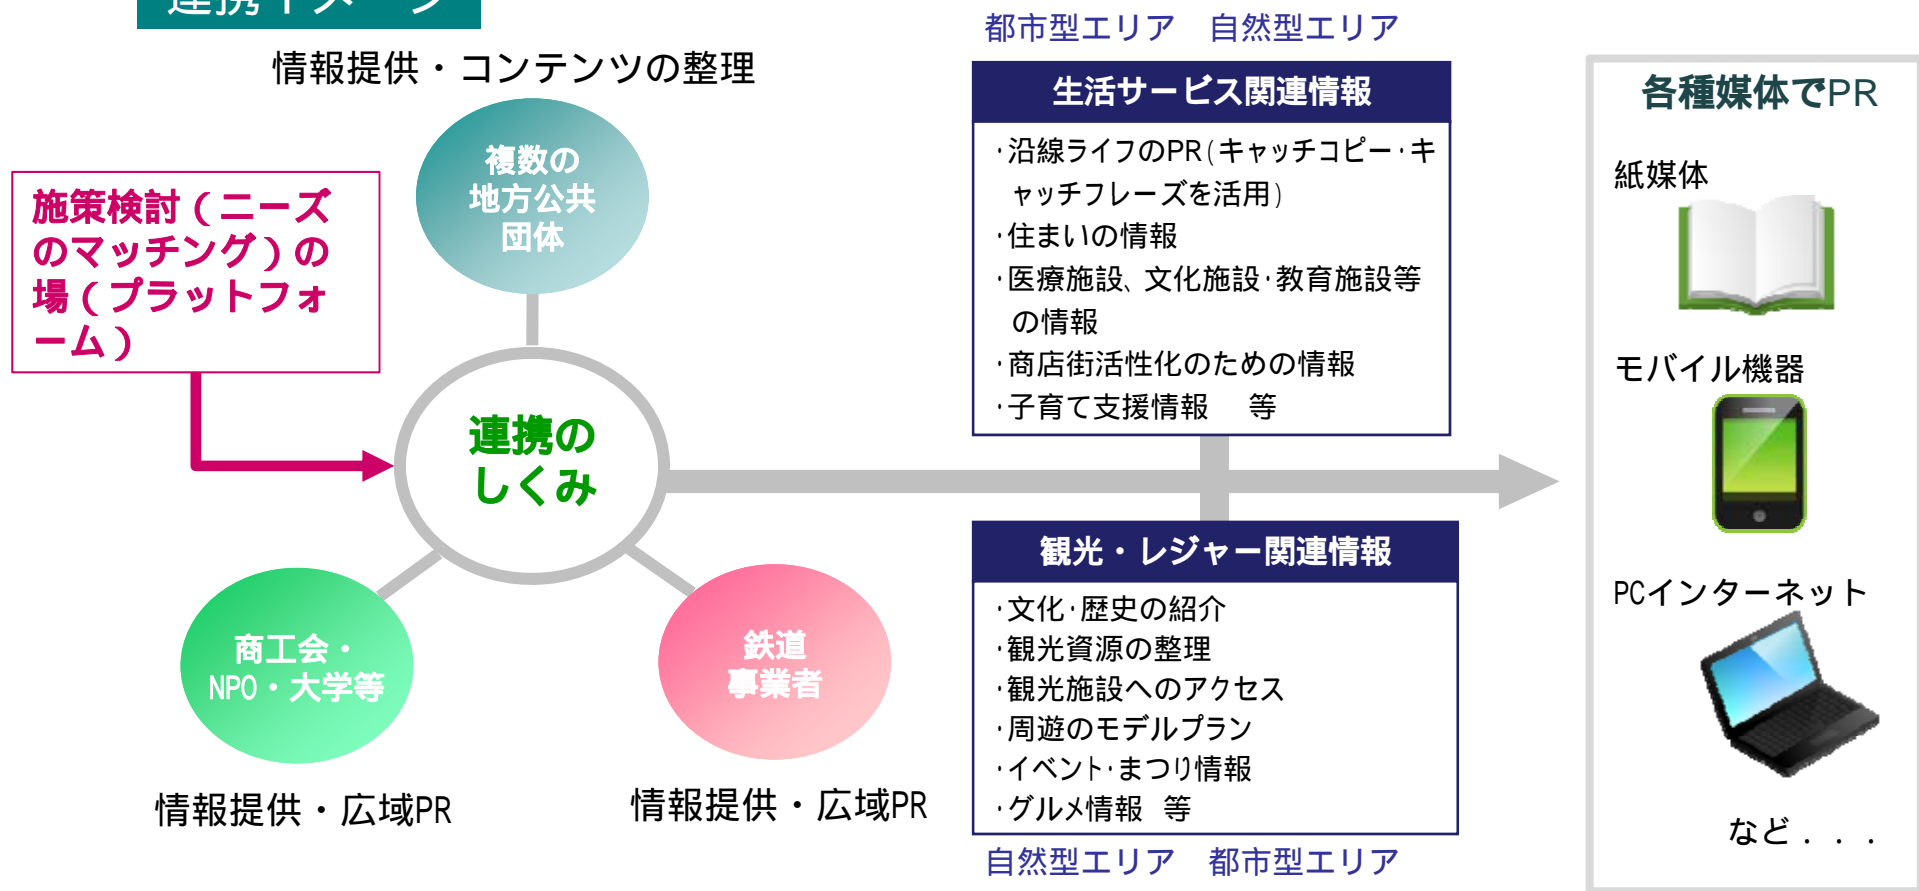 連携イメージ
情報提供・コンテンツの整理
複数の
地方公共
団体
施策検討（ニーズ
のマッチング）の
場（プラットフォ
ーム）
連携の
しくみ
商工会・
NPO・大学等
情報提供・広域PR
鉄道
事業者
情報提供・広域PR
都市型エリア　自然型エリア
生活サービス関連情報
・沿線ライフのPR（キャッチコピー・キ
ャッチフレーズを活用）
・住まいの情報
・医療施設、文化施設・教育施設等
の情報
・商店街活性化のための情報
・子育て支援情報　等
観光・レジャー関連情報
・文化・歴史の紹介
・観光資源の整理
・観光施設へのアクセス
・周遊のモデルプラン
・イベント・まつり情報
・グルメ情報　等
自然型エリア　都市型エリア
各種媒体でPR
紙媒体
モバイル機器
PCインターネット
など．．．